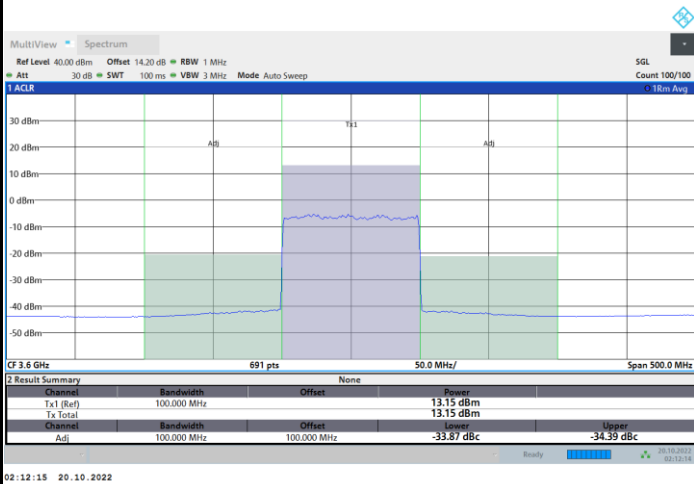 MultiView Spectrum
Ref Level 40.00 dBm Offset 14.20 dB RBW 1 MHz SGL
Att 30 dB SWT 100 ms VBW 3 MHz Mode Auto Sweep Count 100/100
1 ACLR 1Rm Avg
30 dBm
Tx1
20 dBm Adj Adj
10 dBm
0 dBm
-10 dBm
-20 dBm
-30 dBm
-40 dBm
-50 dBm
CF 3.6 GHz 691 pts 50.0 MHz/ Span 500.0 MHz
2 Result Summary None
Channel Bandwidth Offset Power
Tx1 (Ref) 100.000 MHz 13.15 dBm
Tx Total 13.15 dBm
Channel Bandwidth Offset Lower Upper
Adj 100.000 MHz 100.000 MHz -33.87 dBc -34.39 dBc
Ready 20.10.2022
02:12:16
02:12:15 20.10.2022